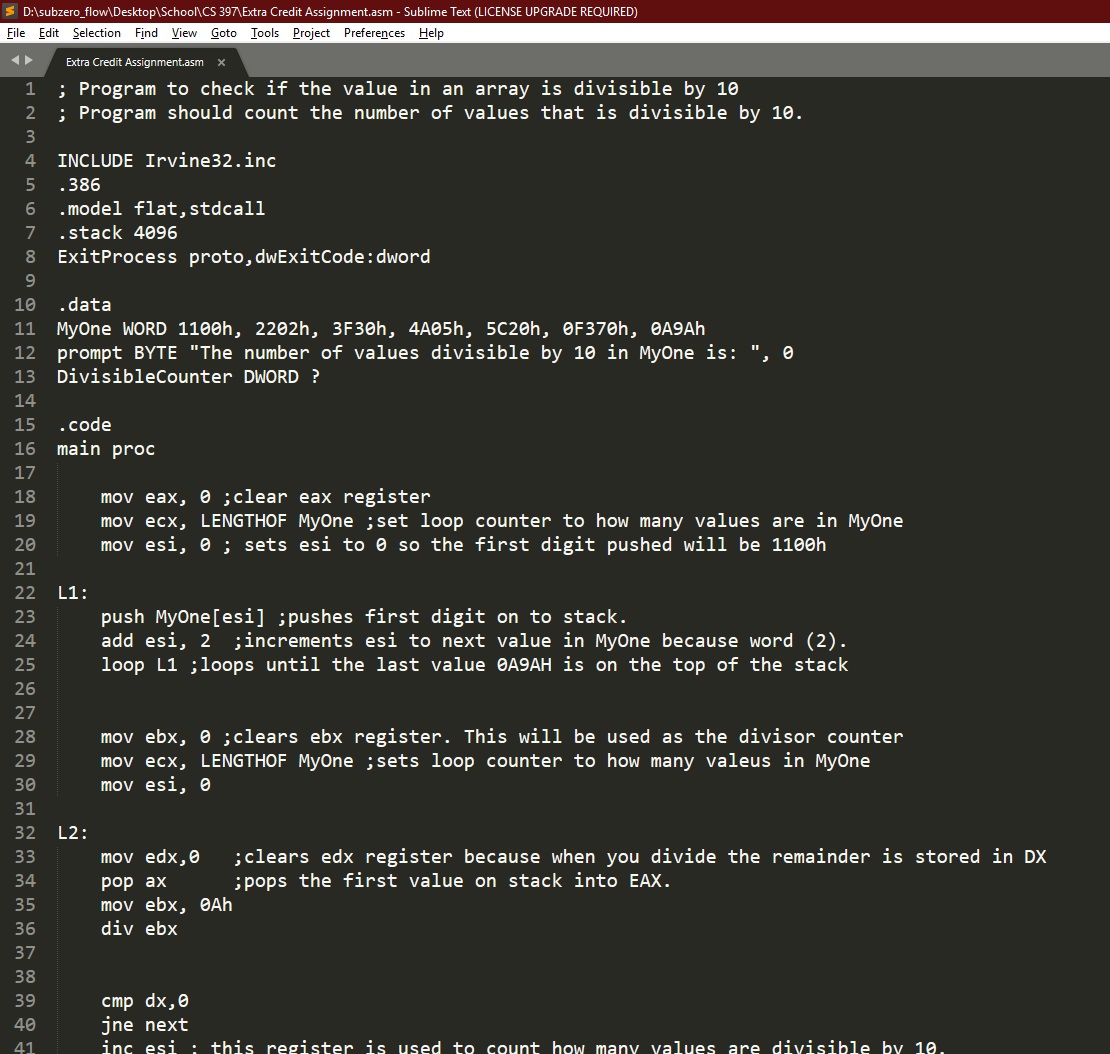 D:\subzero_flow\Desktop\School\CS 397\Extra Credit Assignment.asm - Sublime Text (LICENSE UPGRADE REQUIRED)
File Edit Selection Find View Goto Tools Project Preferences Help
Extra Credit Assignment.asm ×
1 ; Program to check if the value in an array is divisible by 10
2 ; Program should count the number of values that is divisible by 10.
3
4 INCLUDE Irvine32.inc
5 .386
6 .model flat,stdcall
7 .stack 4096
8 ExitProcess proto,dwExitCode:dword
9
10 .data
11 MyOne WORD 1100h, 2202h, 3F30h, 4A05h, 5C20h, 0F370h, 0A9Ah
12 prompt BYTE "The number of values divisible by 10 in MyOne is: ", 0
13 DivisibleCounter DWORD ?
14
15 .code
16 main proc
17
18 mov eax, 0 ;clear eax register
19 mov ecx, LENGTHOF MyOne ;set loop counter to how many values are in MyOne
20 mov esi, 0 ; sets esi to 0 so the first digit pushed will be 1100h
21
22 L1:
23 push MyOne[esi] ;pushes first digit on to stack.
24 add esi, 2 ;increments esi to next value in MyOne because word (2).
25 loop L1 ;loops until the last value 0A9AH is on the top of the stack
26
27
28 mov ebx, 0 ;clears ebx register. This will be used as the divisor counter
29 mov ecx, LENGTHOF MyOne ;sets loop counter to how many valeus in MyOne
30 mov esi, 0
31
32 L2:
33 mov edx,0 ;clears edx register because when you divide the remainder is stored in DX
34 pop ax ;pops the first value on stack into EAX.
35 mov ebx, 0Ah
36 div ebx
37
38
39 cmp dx,0
40 jne next
41 inc esi ; this register is used to count how many values are divisible by 10.